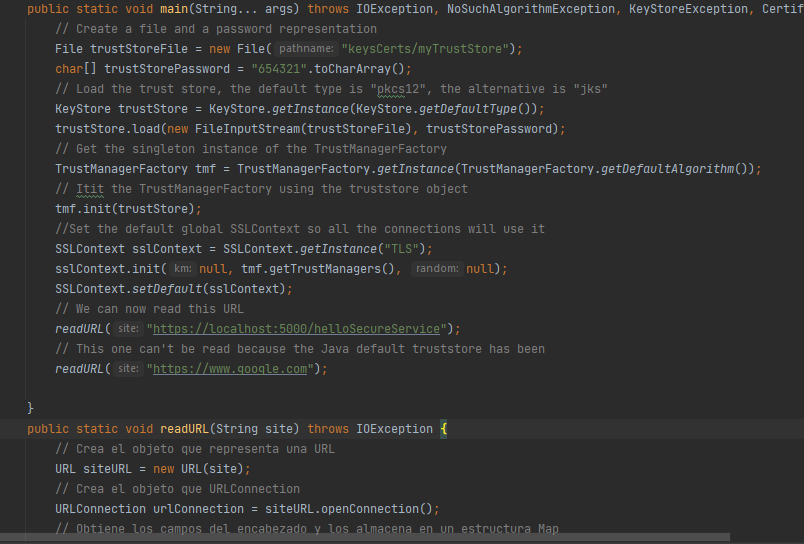 public static void main(String... args) throws IOException, NoSuchAlgorithmException, KeyStoreException, Certif
// Create a file and a password representation
File trustStoreFile = new File( pathname: "keysCerts/myTrustStore");
char[] trustStorePassword = "654321".toCharArray();
// Load the trust store, the default type is "pkcs12", the alternative is "jks"
KeyStore trustStore = KeyStore.getInstance(KeyStore.getDefaultType());
trustStore.load(new FileInputStream(trustStoreFile), trustStorePassword);
// Get the singleton instance of the TrustManagerFactory
TrustManagerFactory tmf = TrustManagerFactory.getInstance(TrustManagerFactory.getDefaultAlgorithm());
// Itit the TrustManagerFactory using the truststore object
tmf.init(trustStore);
//Set the default global SSLContext so all the connections will use it
SSLContext sslContext = SSLContext.getInstance("TLS");
sslContext.init( km: null, tmf.getTrustManagers(), random: null);
SSLContext.setDefault(sslContext);
// We can now read this URL
readURL( site: "https://localhost:5000/helloSecureService");
// This one can't be read because the Java default truststore has been
readURL( site: "https://www.google.com");
}
public static void readURL(String site) throws IOException {
// Crea el objeto que representa una URL
URL siteURL = new URL(site);
// Crea el objeto que URLConnection
URLConnection urlConnection = siteURL.openConnection();
// Obtiene los campos del encabezado y los almacena en un estructura Map